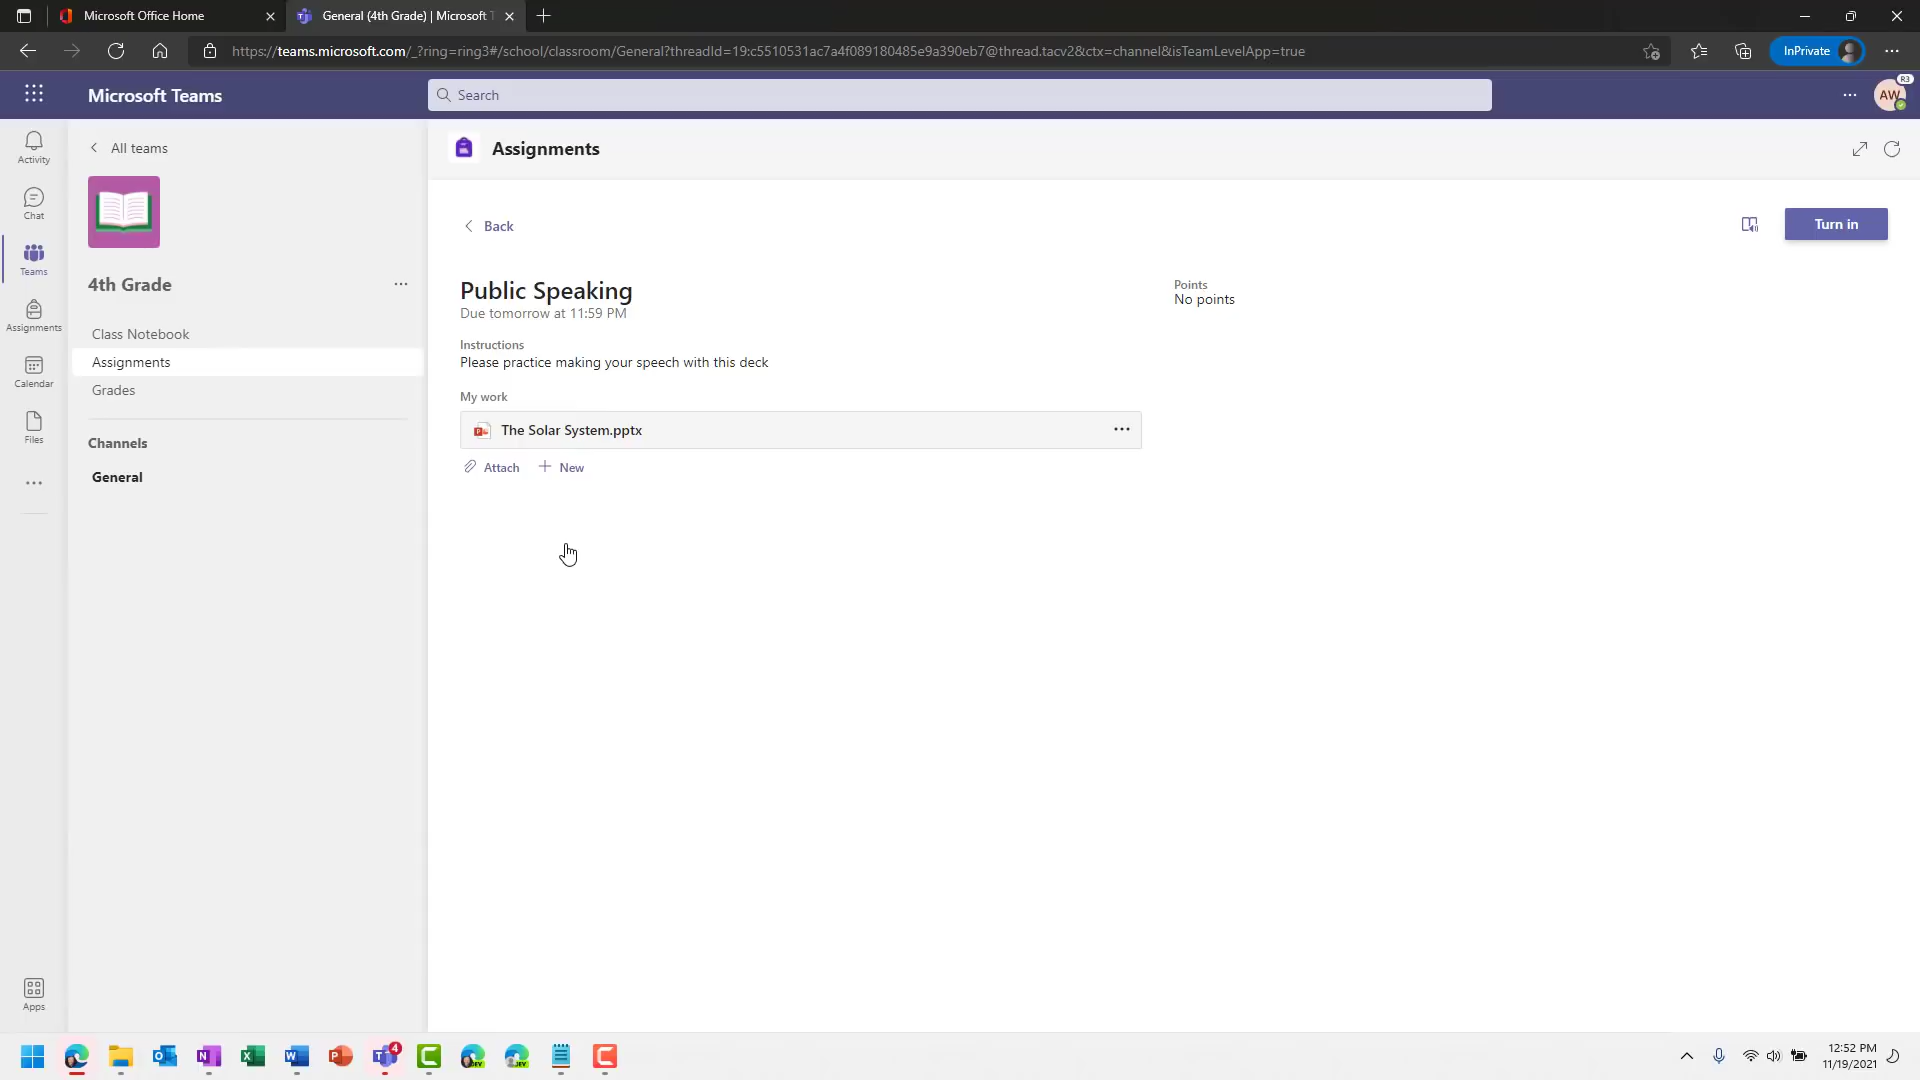 Microsoft Office Home
General (4th Grade) | Microsoft T
https://teams.microsoft.com/_?ring=ring3#/school/classroom/General?threadId=19:c5510531ac7a4f089180485e9a390eb7@thread.tacv2&ctx=channel&isTeamLevelApp=true
InPrivate
Microsoft Teams
Search
R3
AW
Activity
Chat
Teams
Assignments
Calendar
Files
Apps
All teams
4th Grade
Class Notebook
Assignments
Grades
Channels
General
Assignments
Back
Turn in
Public Speaking
Due tomorrow at 11:59 PM
Points
No points
Instructions
Please practice making your speech with this deck
My work
The Solar System.pptx
Attach
New
4
DEV
DEV
12:52 PM
11/19/2021